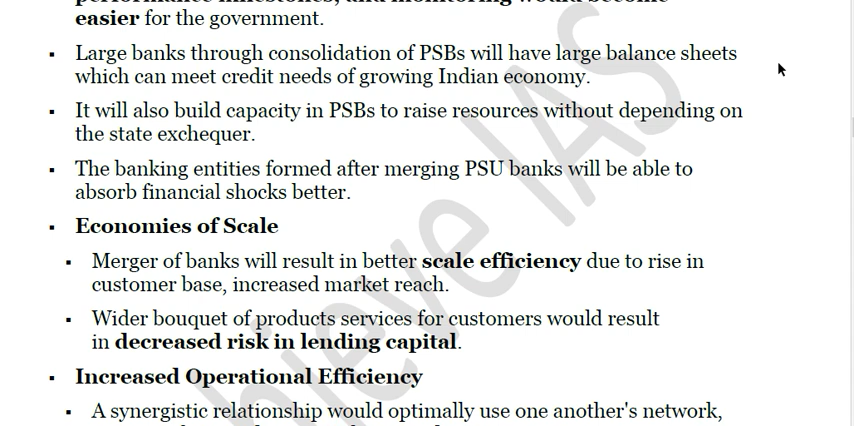 easier for the government.
▪ Large banks through consolidation of PSBs will have large balance sheets
which can meet credit needs of growing Indian economy.
▪ It will also build capacity in PSBs to raise resources without depending on
the state exchequer.
▪ The banking entities formed after merging PSU banks will be able to
absorb financial shocks better.
▪ Economies of Scale
▪ Merger of banks will result in better scale efficiency due to rise in
customer base, increased market reach.
▪ Wider bouquet of products services for customers would result
in decreased risk in lending capital.
▪ Increased Operational Efficiency
▪ A synergistic relationship would optimally use one another's network,
hieve IAS